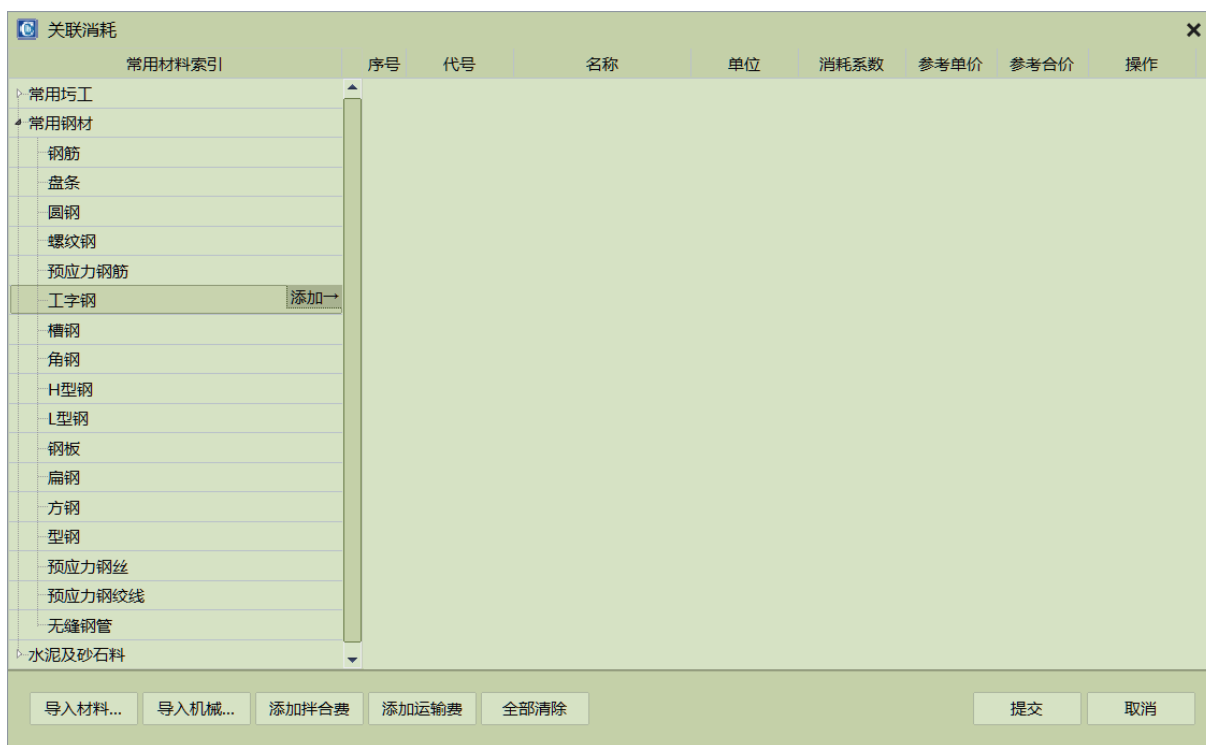 关联消耗
常用材料索引 序号 代号 名称 单位 消耗系数 参考单价 参考合价 操作
常用圬工
常用钢材
钢筋
盘条
圆钢
螺纹钢
预应力钢筋
工字钢 添加→
槽钢
角钢
H型钢
L型钢
钢板
扁钢
方钢
型钢
预应力钢丝
预应力钢绞线
无缝钢管
水泥及砂石料
导入材料... 导入机械... 添加拌合费 添加运输费 全部清除 提交 取消